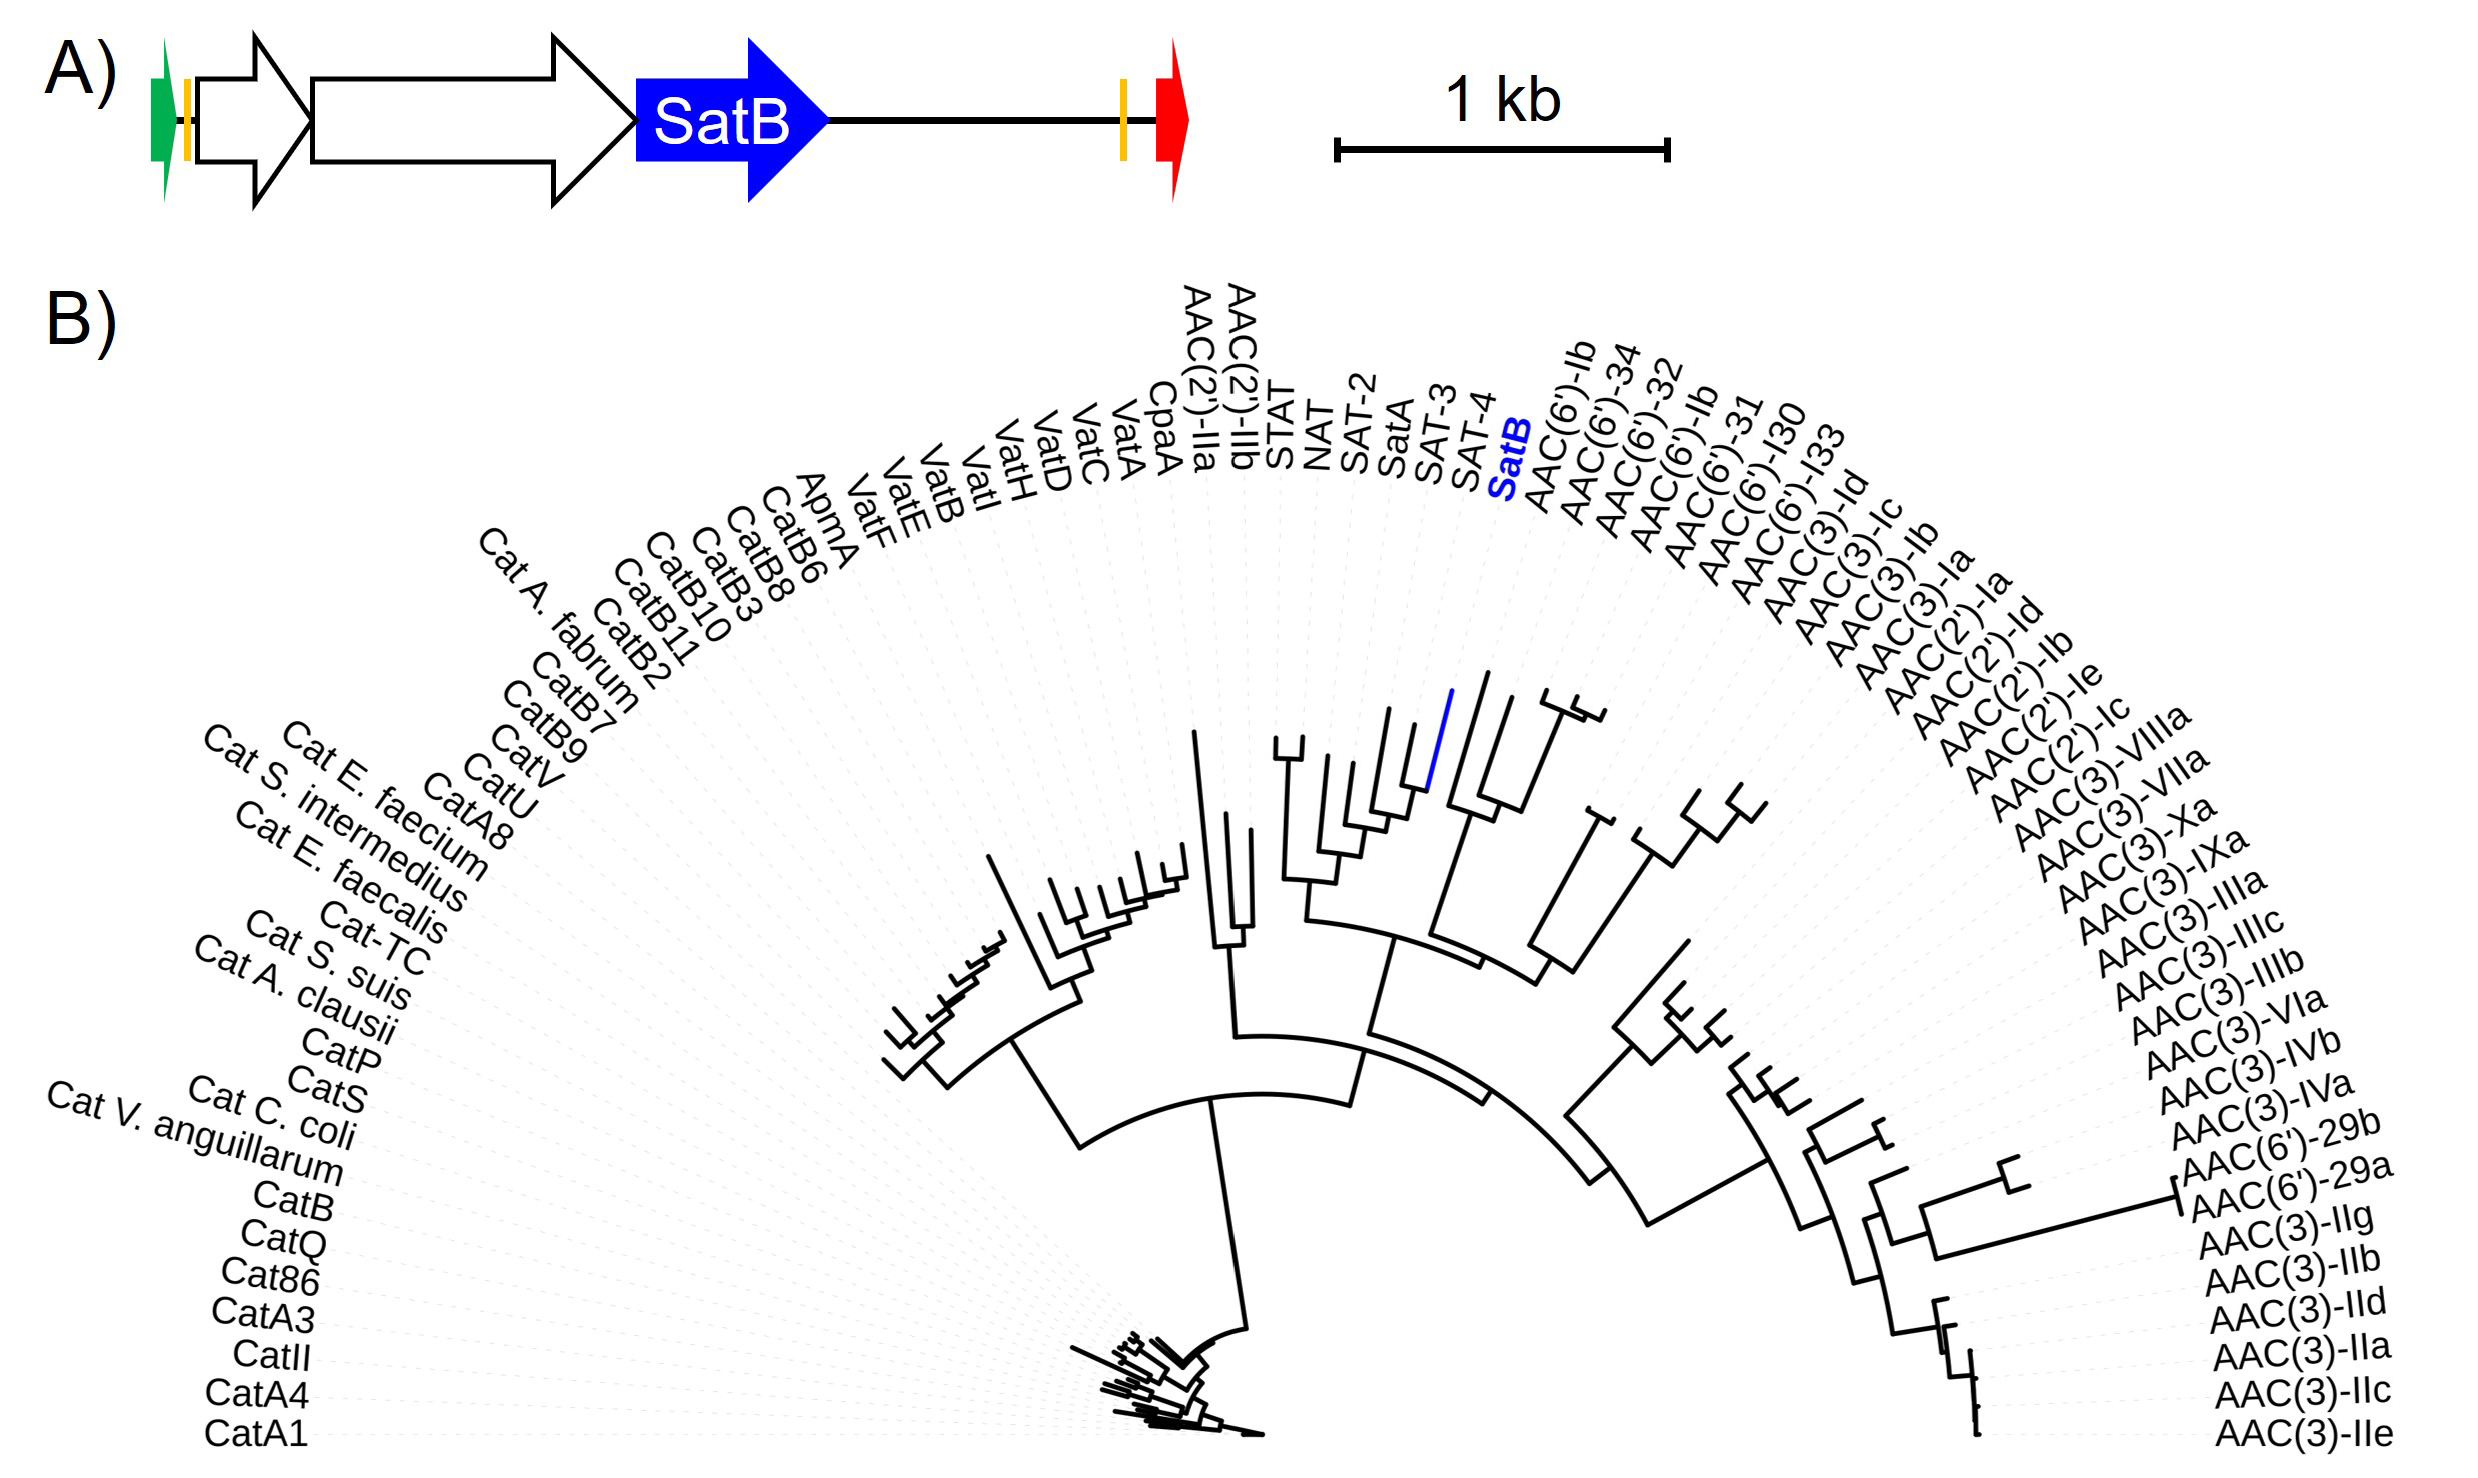 A)
SatB
1 kb
B)
CatA1
CatA4
CatII
CatA3
Cat86
CatQ
CatB
Cat V. anguillarum
Cat C. coli
CatS
CatP
Cat A. clausii
Cat S. suis
Cat-TC
Cat E. faecalis
Cat S. intermedius
Cat E. faecium
CatA8
CatU
CatV
CatB9
CatB7
Cat A. fabrum
CatB2
CatB11
CatB10
CatB3
CatB8
CatB6
ApmA
VatF
VatE
VatB
VatI
VatH
VatD
VatC
VatA
CpaA
AAC(2')-IIa
AAC(2')-IIb
STAT
NAT
SAT-2
SatA
SAT-3
SAT-4
SatB
AAC(6')-Ib
AAC(6')-34
AAC(6')-32
AAC(6')-Ib
AAC(6')-31
AAC(6')-I30
AAC(6')-I33
AAC(3)-Id
AAC(3)-Ic
AAC(3)-Ib
AAC(3)-Ia
AAC(2')-Ia
AAC(2')-Id
AAC(2')-Ib
AAC(2')-Ie
AAC(2')-Ic
AAC(3)-VIIIa
AAC(3)-VIIa
AAC(3)-Xa
AAC(3)-IXa
AAC(3)-IIIa
AAC(3)-IIIc
AAC(3)-IIIb
AAC(3)-VIa
AAC(3)-IVb
AAC(3)-IVa
AAC(6')-29b
AAC(6')-29a
AAC(3)-IIg
AAC(3)-IIb
AAC(3)-IId
AAC(3)-IIa
AAC(3)-IIc
AAC(3)-IIe